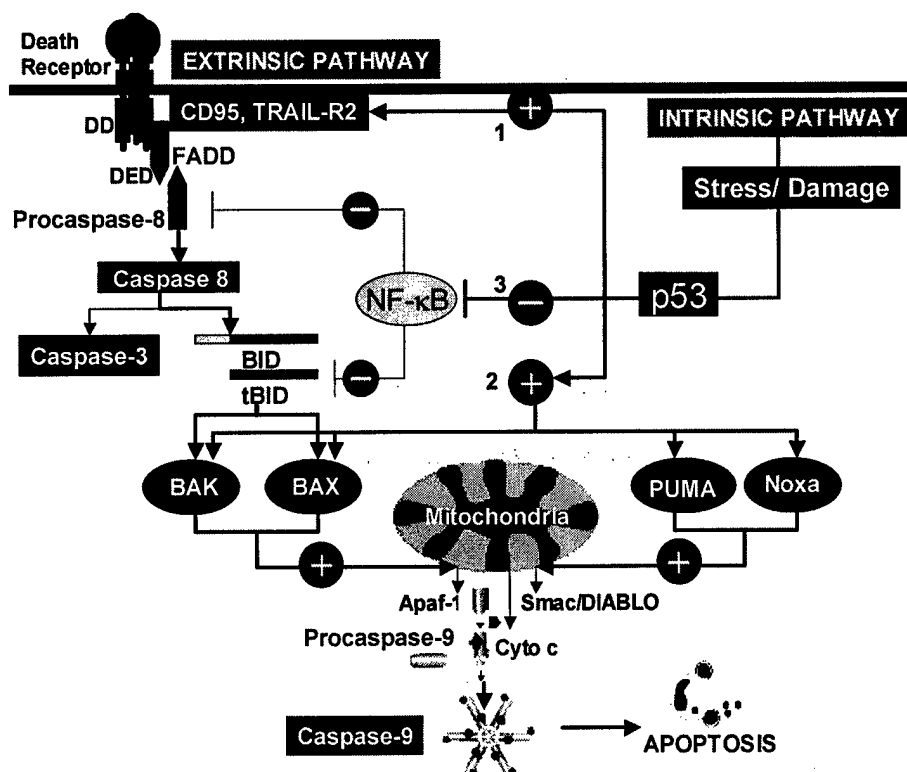 Death
Receptor
EXTRINSIC PATHWAY
CD95, TRAIL-R2
+
1
INTRINSIC PATHWAY
DD
FADD
DED
Stress/ Damage
Procaspase-8
−
Caspase 8
NF-κB
3
−
p53
Caspase-3
BID
−
2
+
tBID
BAK
BAX
Mitochondria
PUMA
Noxa
+
+
Apaf-1
Smac/DIABLO
Procaspase-9
Cyto c
Caspase-9
APOPTOSIS